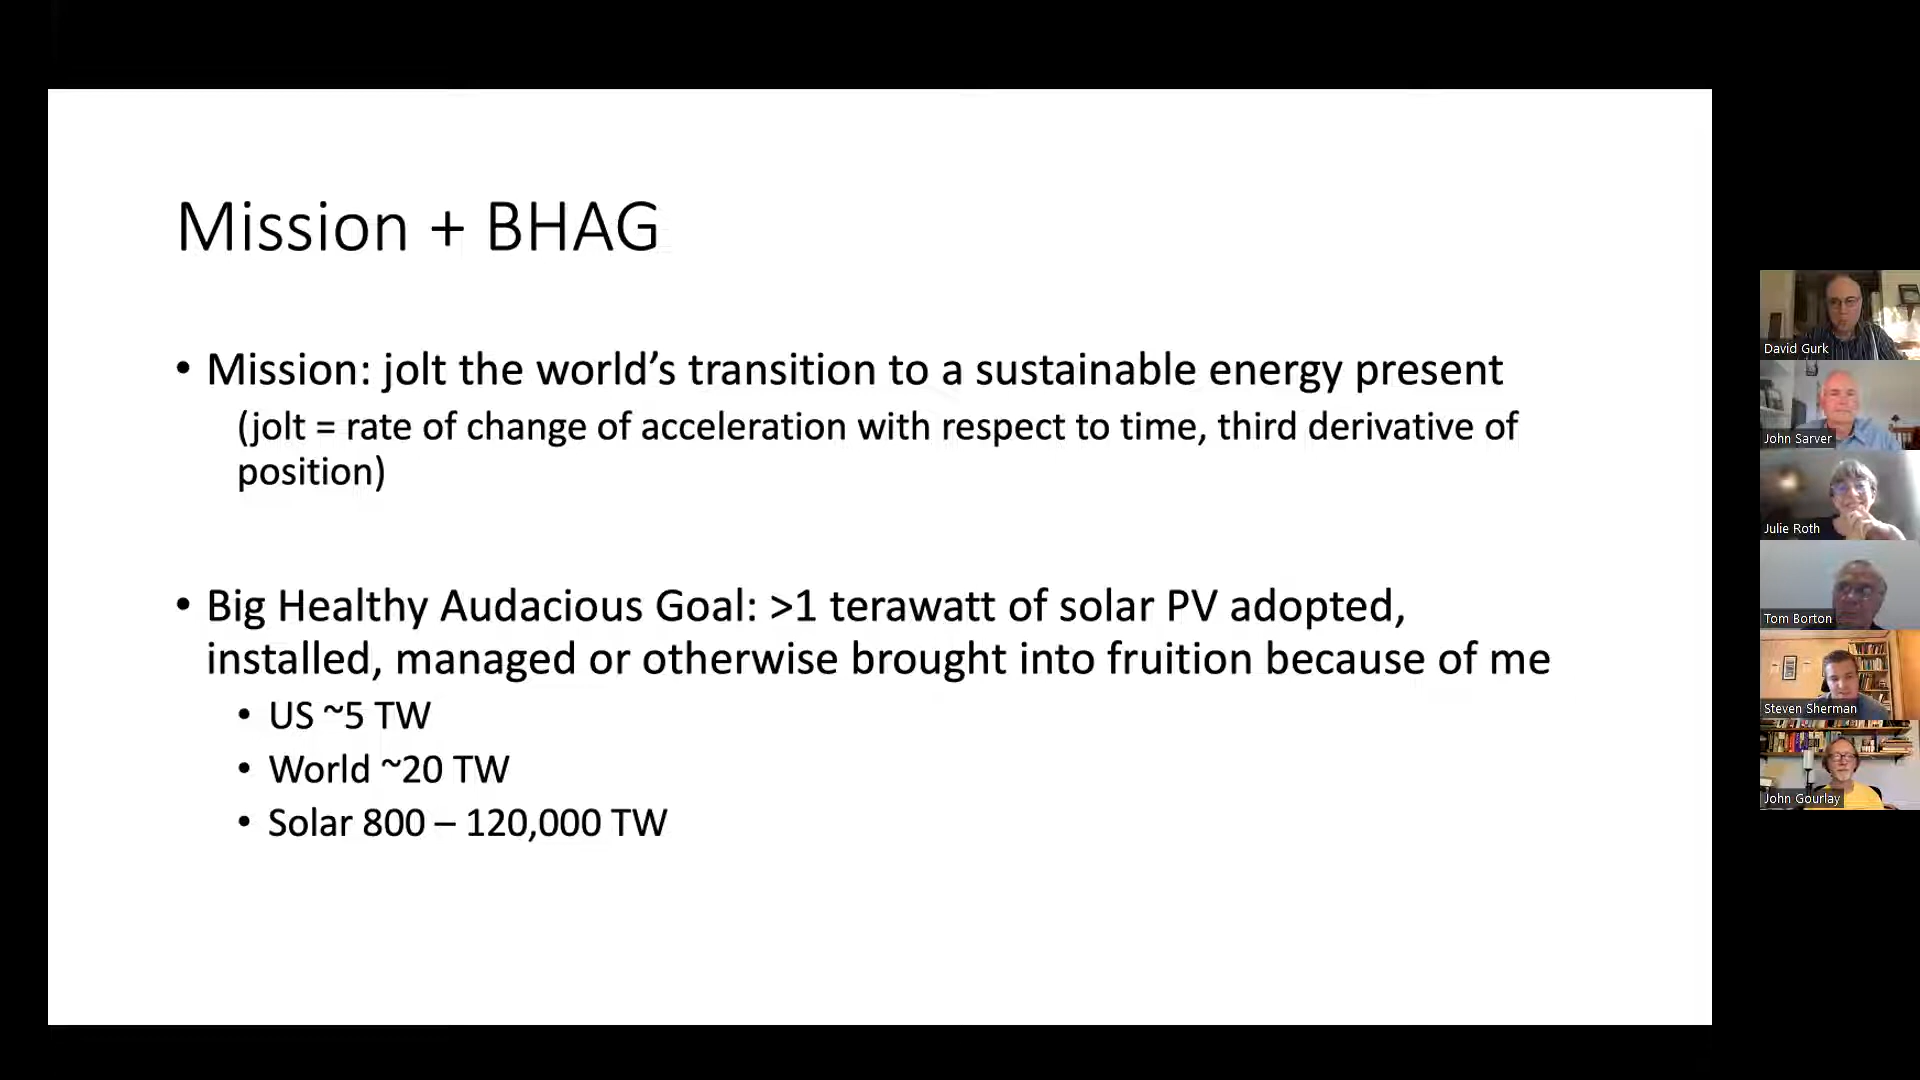 Mission + BHAG
• Mission: jolt the world’s transition to a sustainable energy present
(jolt = rate of change of acceleration with respect to time, third derivative of
position)
• Big Healthy Audacious Goal: >1 terawatt of solar PV adopted,
installed, managed or otherwise brought into fruition because of me
• US ~5 TW
• World ~20 TW
• Solar 800 – 120,000 TW
David Gurk
John Sarver
Julie Roth
Tom Borton
Steven Sherman
John Gourlay